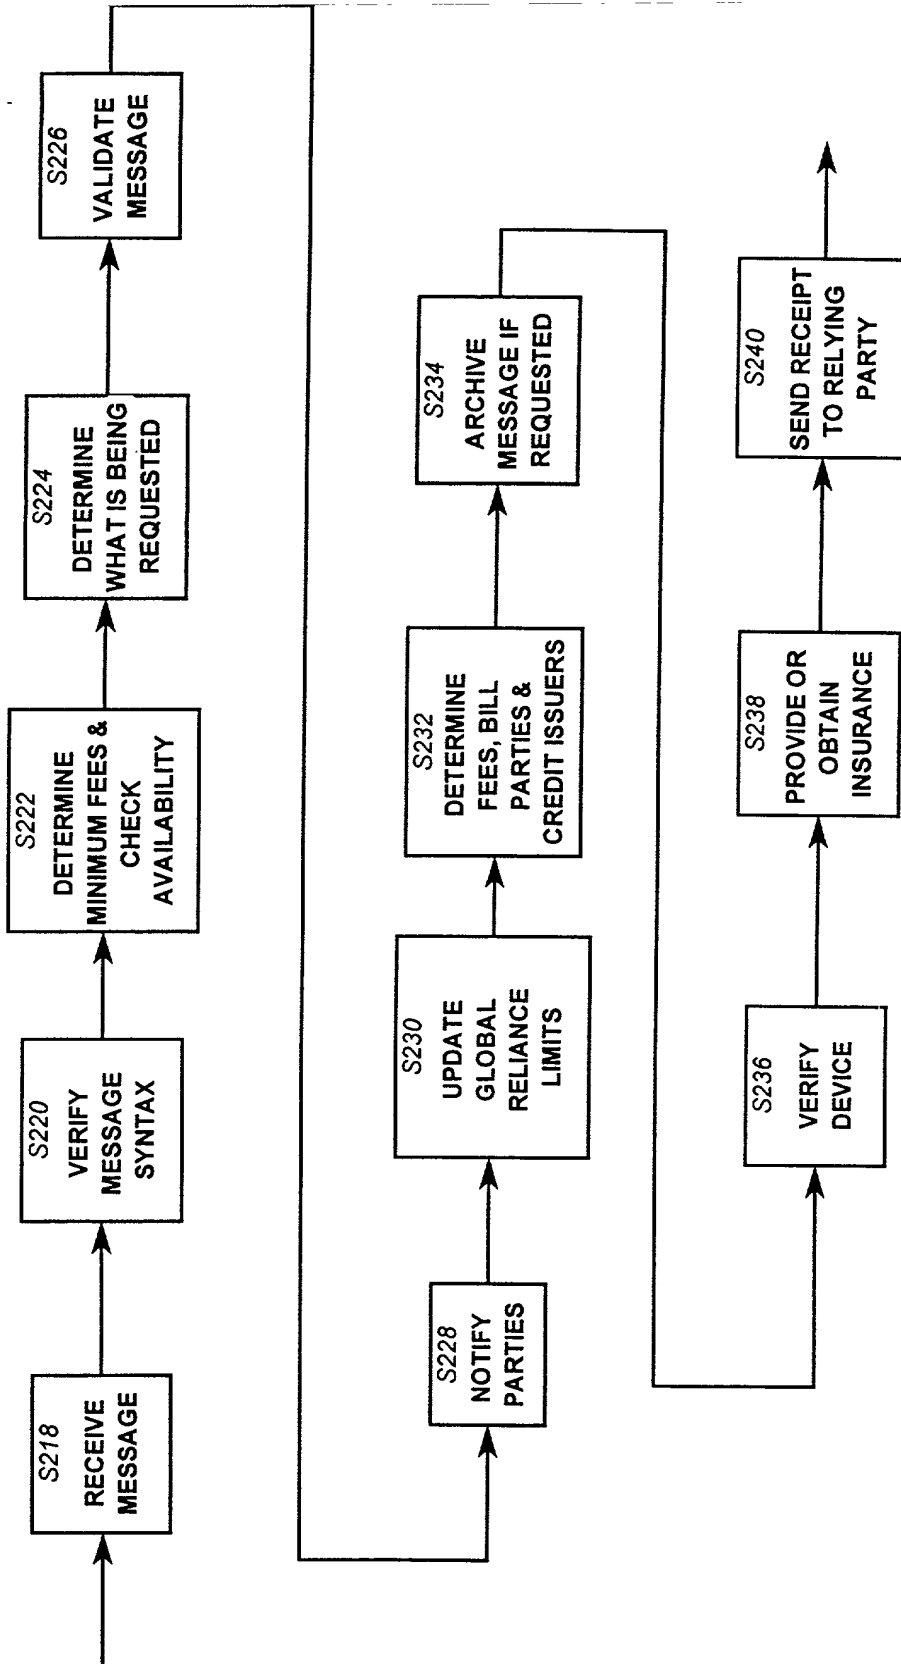 S218
RECEIVE
MESSAGE
S220
VERIFY
MESSAGE
SYNTAX
S222
DETERMINE
MINIMUM FEES &
CHECK
AVAILABILITY
S224
DETERMINE
WHAT IS BEING
REQUESTED
S226
VALIDATE
MESSAGE
S228
NOTIFY
PARTIES
S230
UPDATE
GLOBAL
RELIANCE
LIMITS
S232
DETERMINE
FEES, BILL
PARTIES &
CREDIT ISSUERS
S234
ARCHIVE
MESSAGE IF
REQUESTED
S236
VERIFY
DEVICE
S238
PROVIDE OR
OBTAIN
INSURANCE
S240
SEND RECEIPT
TO RELYING
PARTY